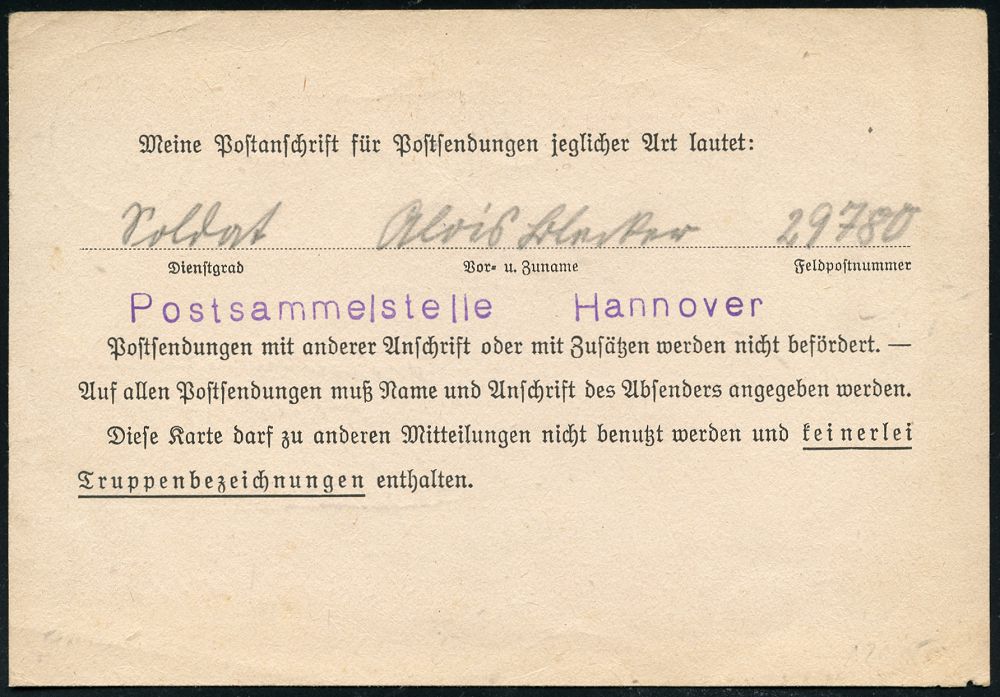 Meine Postanschrift für Postsendungen jeglicher Art lautet:
Soldat Alois Blecker 29780
Dienstgrad Vor- u. Zuname Feldpostnummer
Postsammelstelle Hannover
Postsendungen mit anderer Anschrift oder mit Zusätzen werden nicht befördert. —
Auf allen Postsendungen muß Name und Anschrift des Absenders angegeben werden.
Diese Karte darf zu anderen Mitteilungen nicht benutzt werden und keinerlei
Truppenbezeichnungen enthalten.